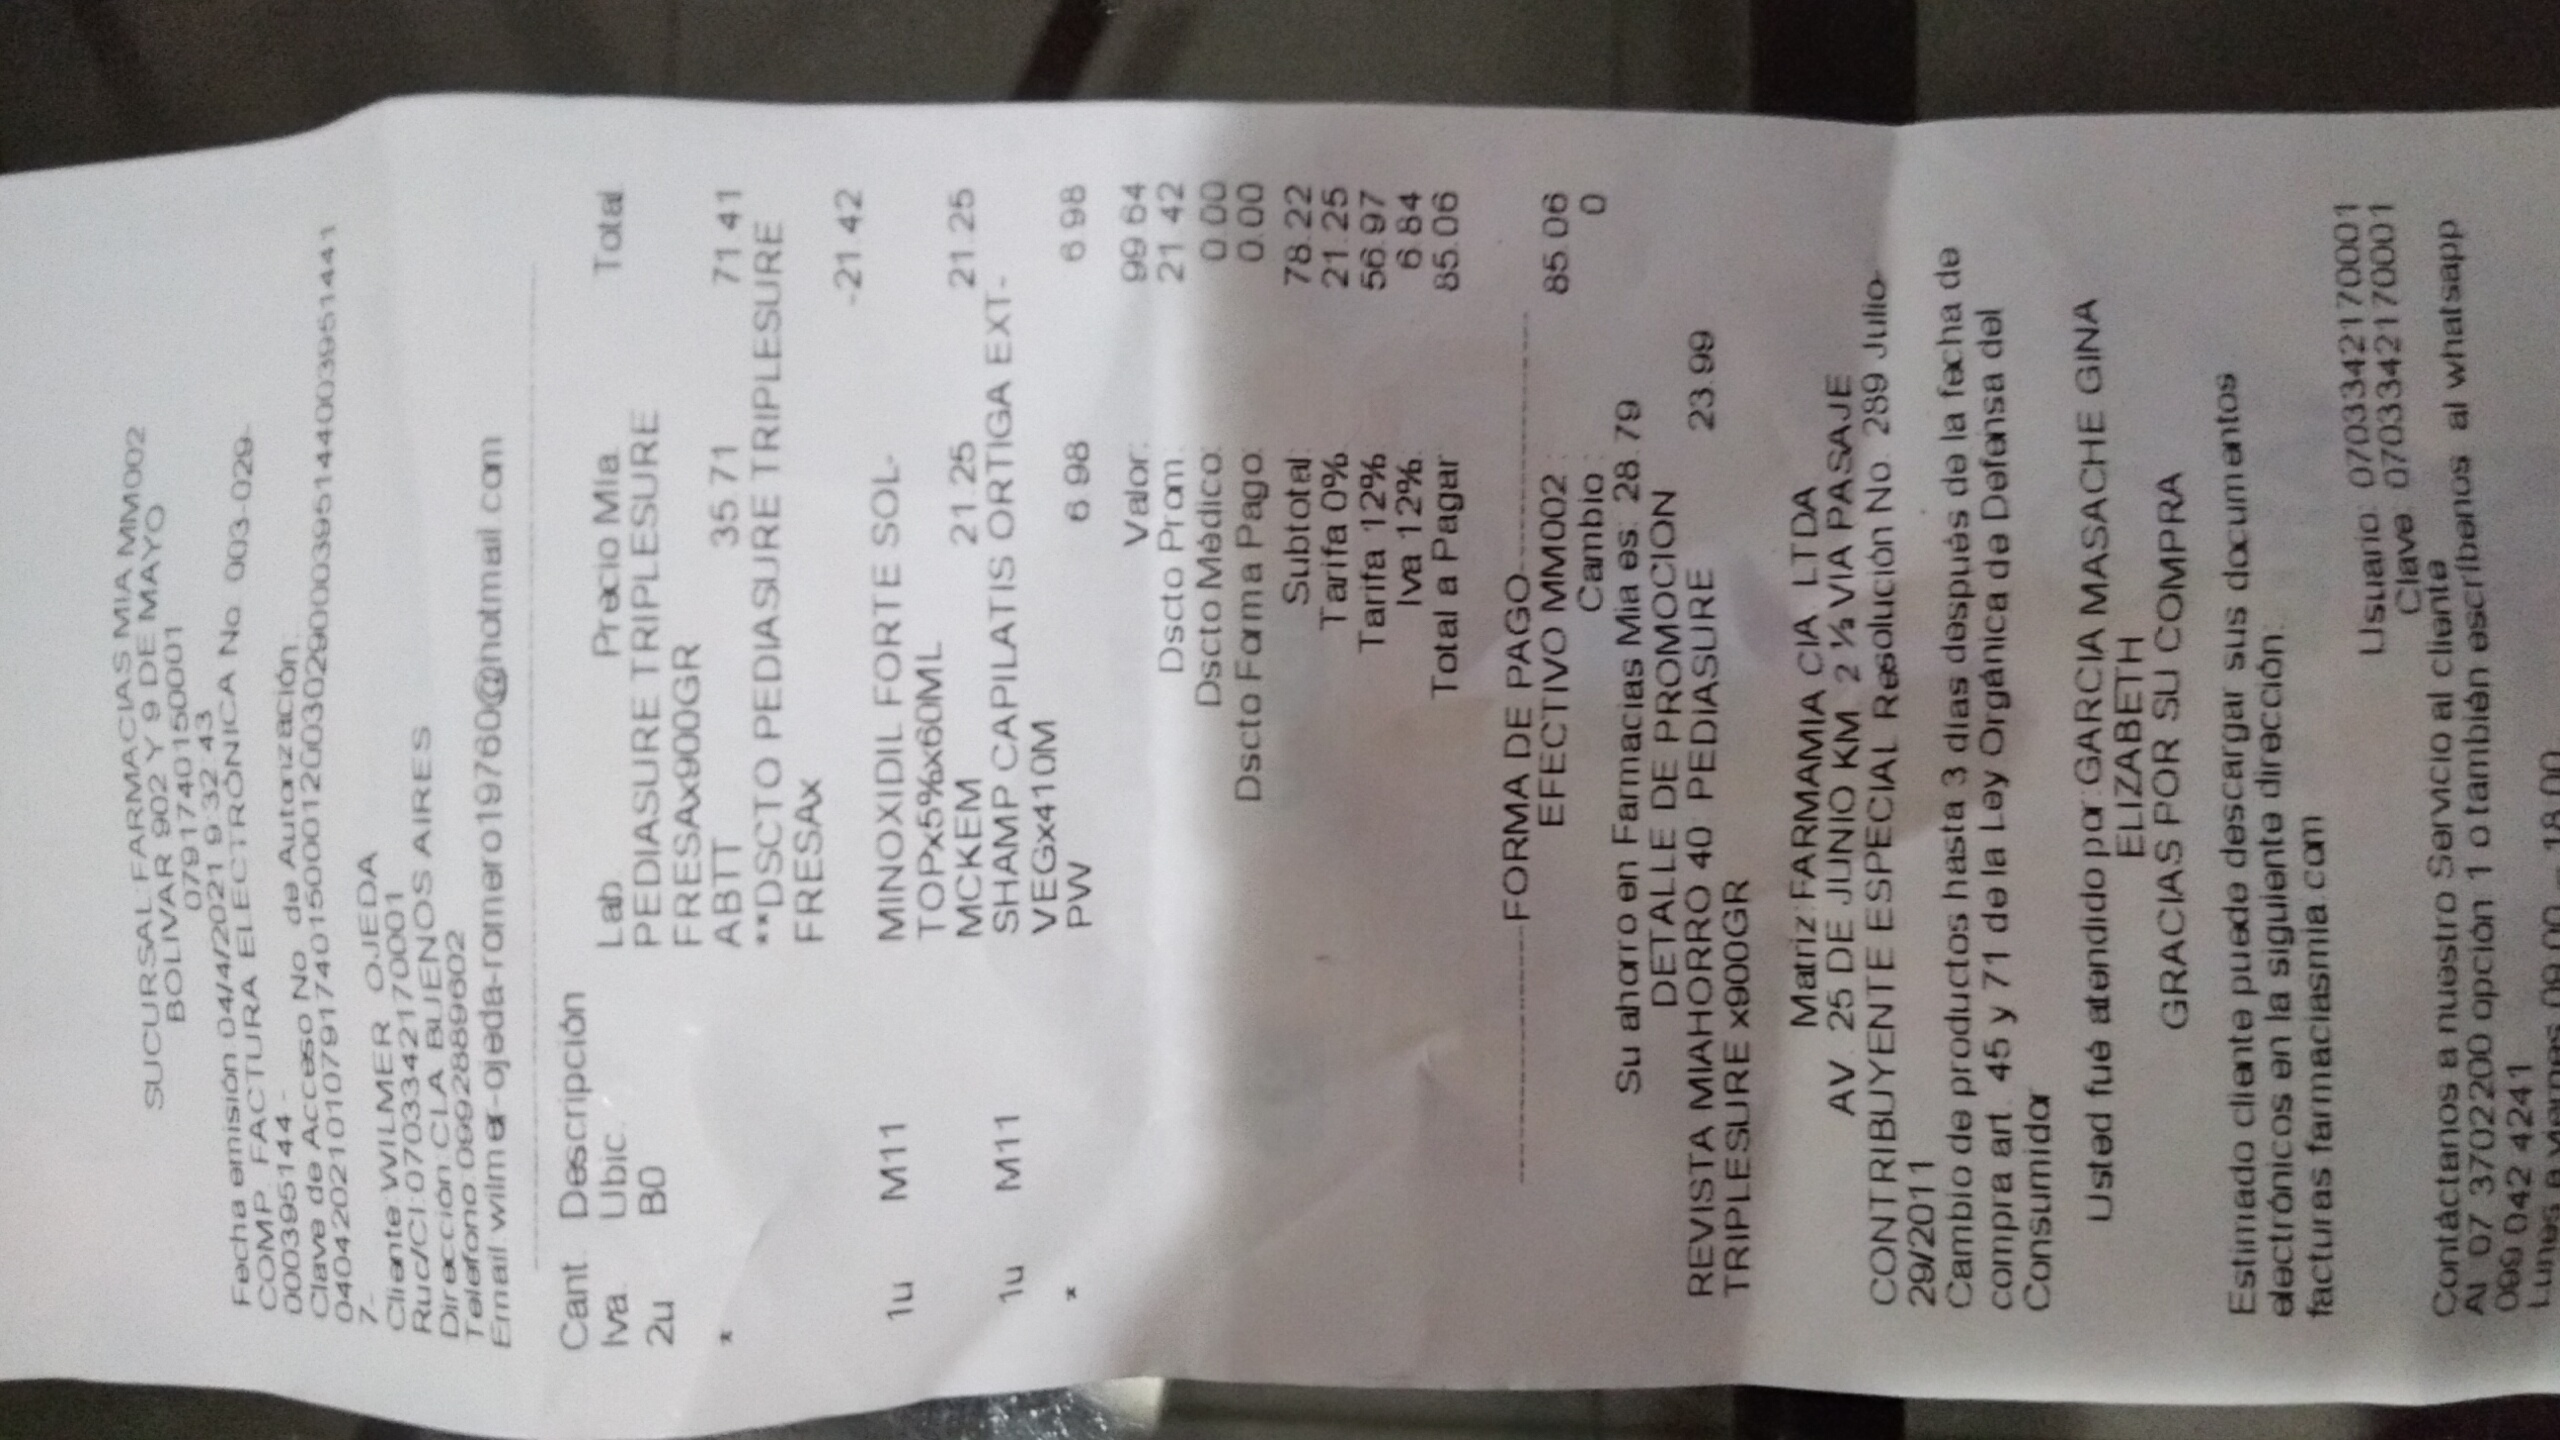 SUCURSAL FARMACIAS MIA MM002
BOLIVAR 902 Y 9 DE MAYO
0791740150001
Fecha emisión 04/4/2021 9 32 43
COMP. FACTURA ELECTRÓNICA No. 003-029-
000395144 -
Clave de Acceso No. de Autorización:
7-
Cliente WILMER OJEDA
Ruc/CI:0703342170001
Dirección:CLA BUENOS AIRES
Telefono 0992889602
Email wilmer-ojeda-romero19760@hotmail com
Cant. Descripción
Iva. Ubic. Lab. Precio Mia Total
2u B0 PEDIASURE TRIPLESURE
FRESAx900GR
* ABTT 35.71 71.41
**DSCTO PEDIASURE TRIPLESURE
FRESAx
-21.42
1u M11 MINOXIDIL FORTE SOL-
TOPx5%x60ML
MCKEM 21.25 21.25
1u M11 SHAMP CAPILATIS ORTIGA EXT-
VEGx410M
* PVV 6.98 6.98
Valor: 99.64
Dscto Prom: 21.42
Dscto Médico: 0.00
Dscto Forma Pago: 0.00
Subtotal: 78.22
Tarifa 0% 21.25
Tarifa 12% 56.97
Iva 12%. 6.84
Total a Pagar: 85.06
-------------------FORMA DE PAGO-------------------
EFECTIVO MM002 : 85.06
Cambio : 0
Su ahorro en Farmacias Mia es: 28.79
DETALLE DE PROMOCION
REVISTA MIAHORRO 40: PEDIASURE 23.99
TRIPLESURE x900GR
Matriz:FARMAMIA CIA. LTDA
AV. 25 DE JUNIO KM. 2 ½ VIA PASAJE
CONTRIBUYENTE ESPECIAL Resolución No. 289 Julio-
29/2011
Cambio de productos hasta 3 dias después de la fecha de
compra art. 45 y 71 de la Ley Orgánica de Defensa del
Consumidor
Usted fué atendido por:GARCIA MASACHE GINA
ELIZABETH
GRACIAS POR SU COMPRA
Estimado cliente puede descargar sus documentos
electrónicos en la siguiente dirección:
facturas farmaciasmia com
Usuario: 0703342170001
Clave: 0703342170001
Contáctanos a nuestro Servicio al cliente
Al 07 3702200 opción 1 o también escríbenos al whatsapp
099 042 4241
Lunes a viernes 09 00 - 18 00